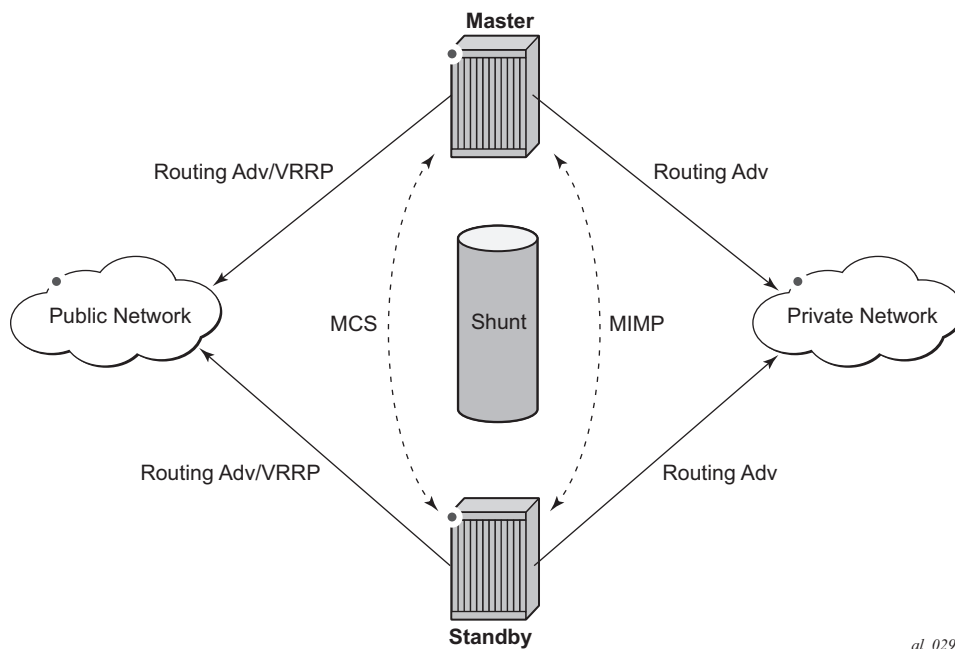 Master
Routing Adv/VRRP
Routing Adv
Public Network
MCS
Shunt
MIMP
Private Network
Routing Adv/VRRP
Routing Adv
Standby
al_029